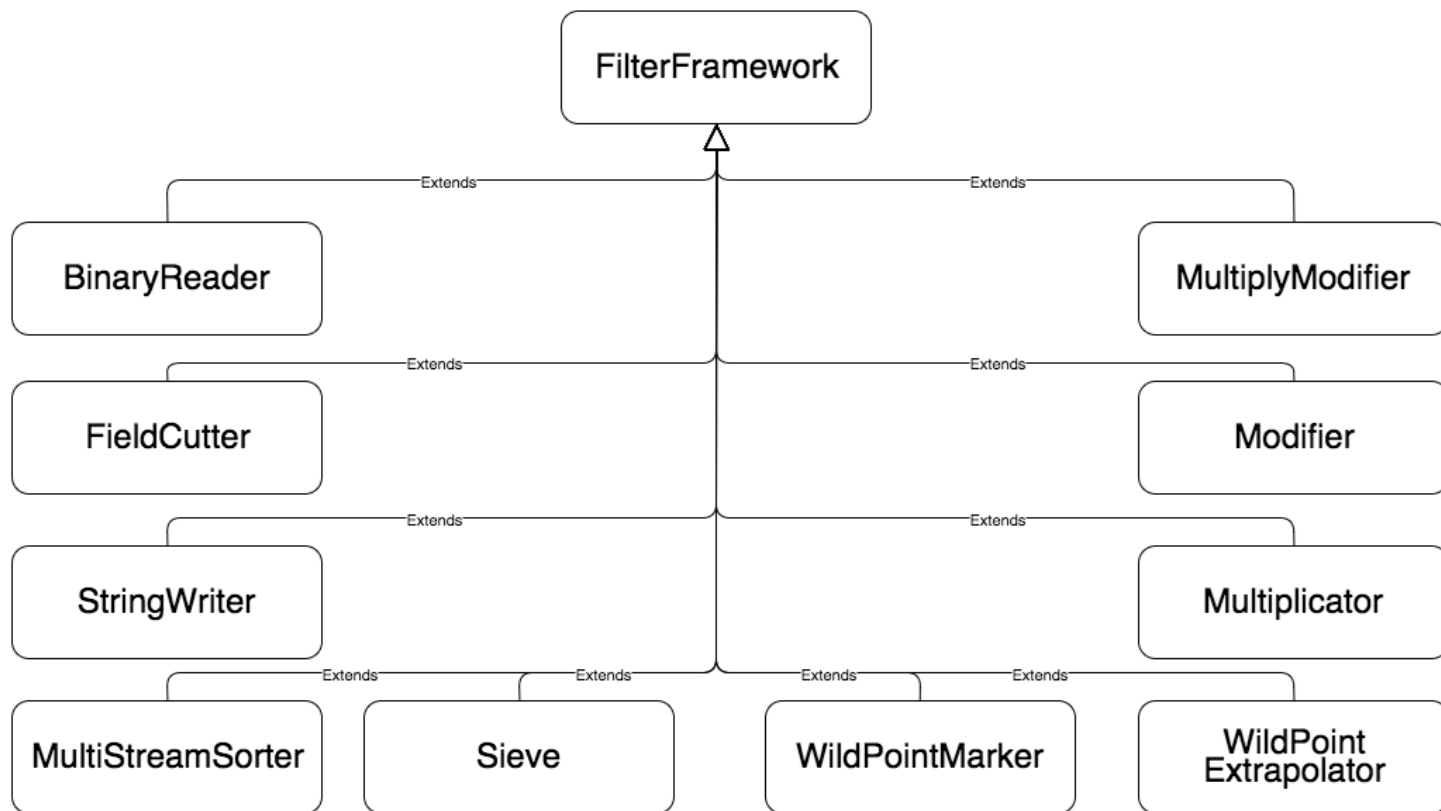 FilterFramework
Extends
Extends
BinaryReader
MultiplyModifier
Extends
Extends
FieldCutter
Modifier
Extends
Extends
StringWriter
Multiplicator
Extends
Extends
Extends
Extends
MultiStreamSorter
Sieve
WildPointMarker
WildPoint
Extrapolator